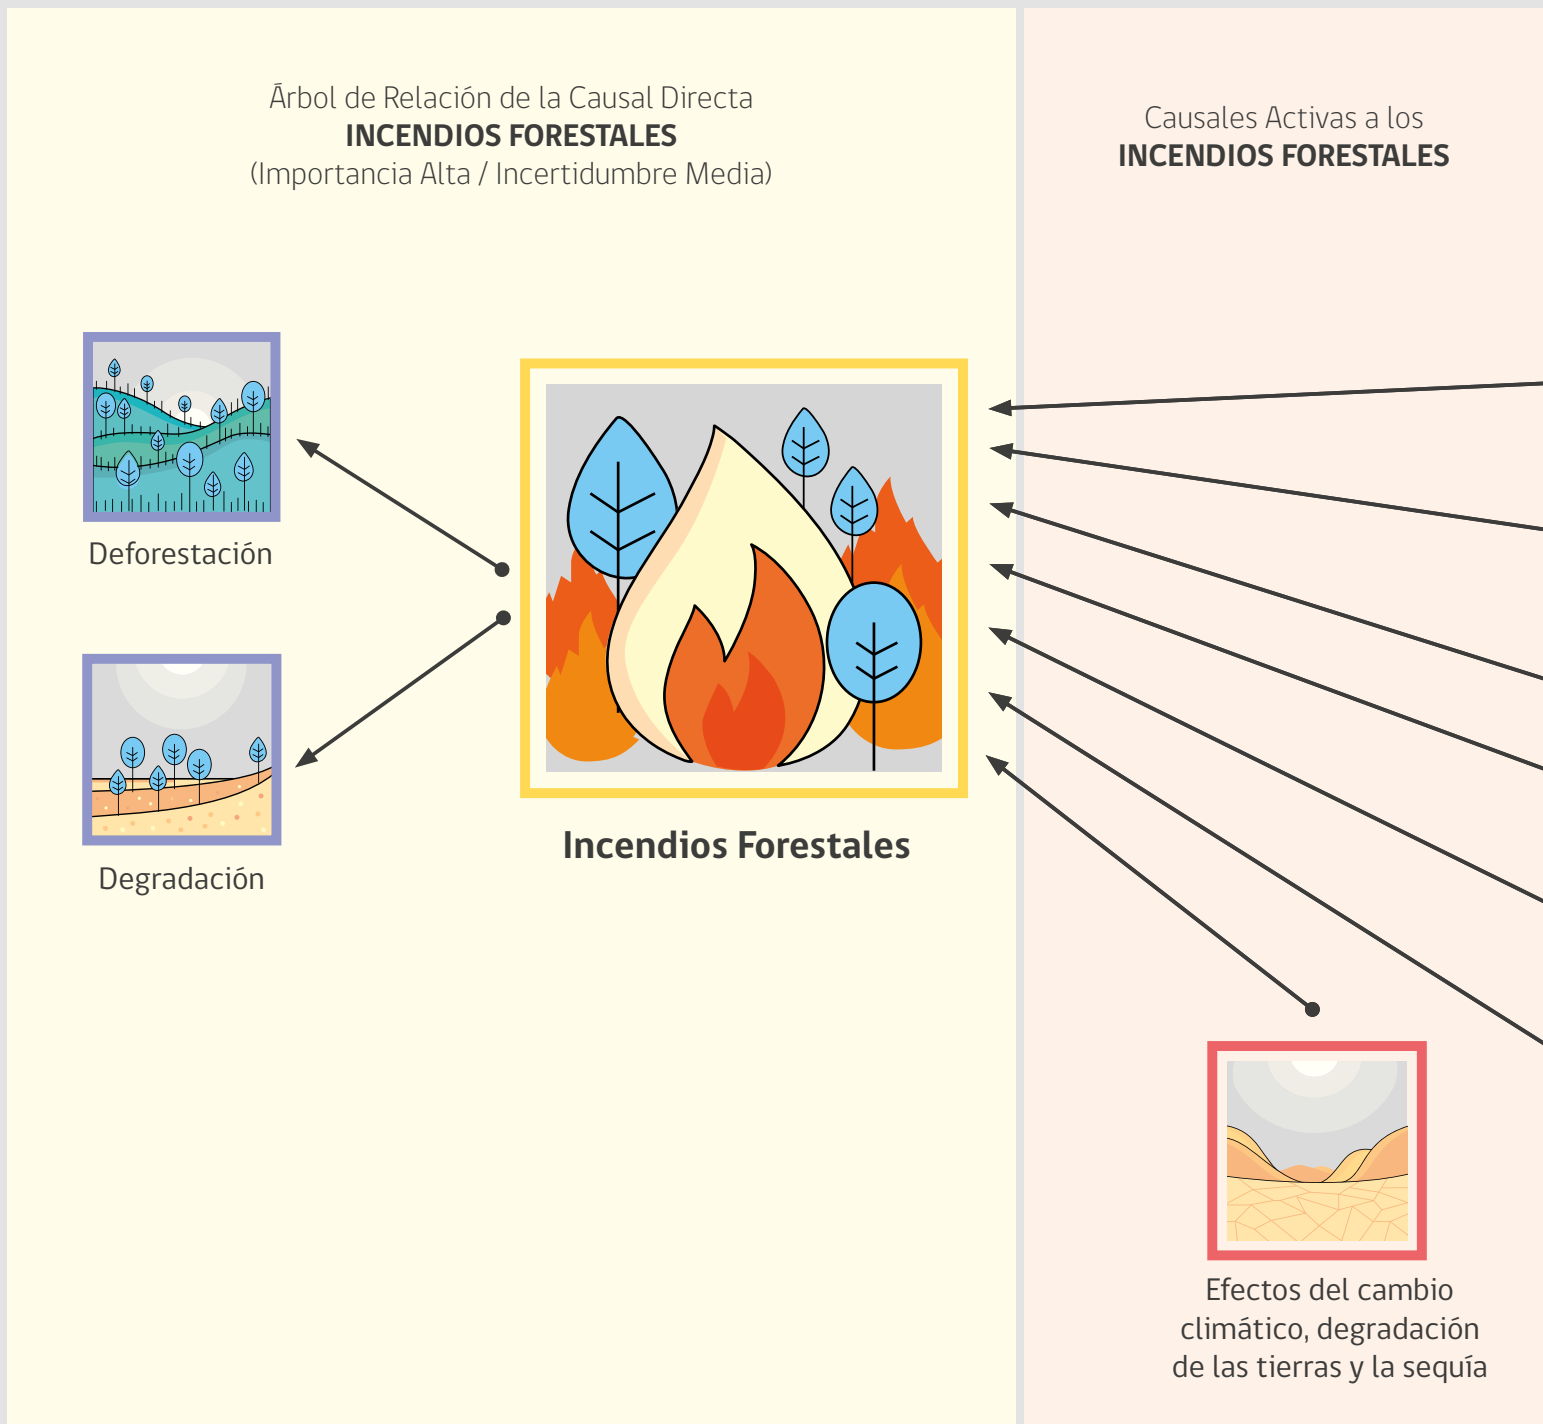 Árbol de Relación de la Causal Directa
INCENDIOS FORESTALES
(Importancia Alta / Incertidumbre Media)
Causales Activas a los
INCENDIOS FORESTALES
Deforestación
Degradación
Incendios Forestales
Efectos del cambio
climático, degradación
de las tierras y la sequía